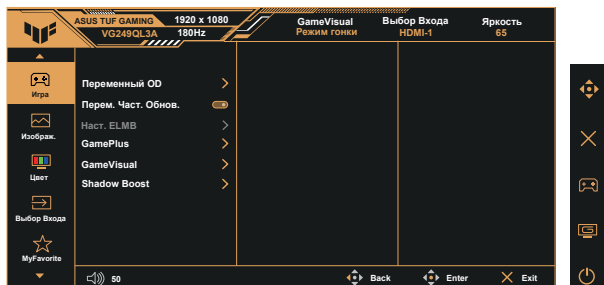 ASUS TUF GAMING 1920 x 1080
VG249QL3A 180Hz
GameVisual
Режим гонки
Выбор Входа
HDMI-1
Яркость
65
Игра
Изображ.
Цвет
Выбор Входа
MyFavorite
Переменный OD
Перем. Част. Обнов.
Наст. ELMB
GamePlus
GameVisual
Shadow Boost
50
Back
Enter
Exit